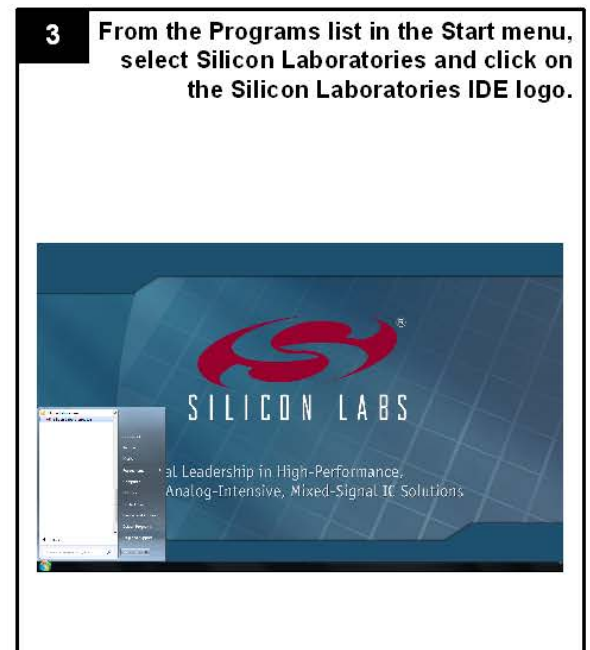 3
From the Programs list in the Start menu,
select Silicon Laboratories and click on
the Silicon Laboratories IDE logo.
®
SILICON LABS
al Leadership in High-Performance,
Analog-Intensive, Mixed-Signal IC Solutions